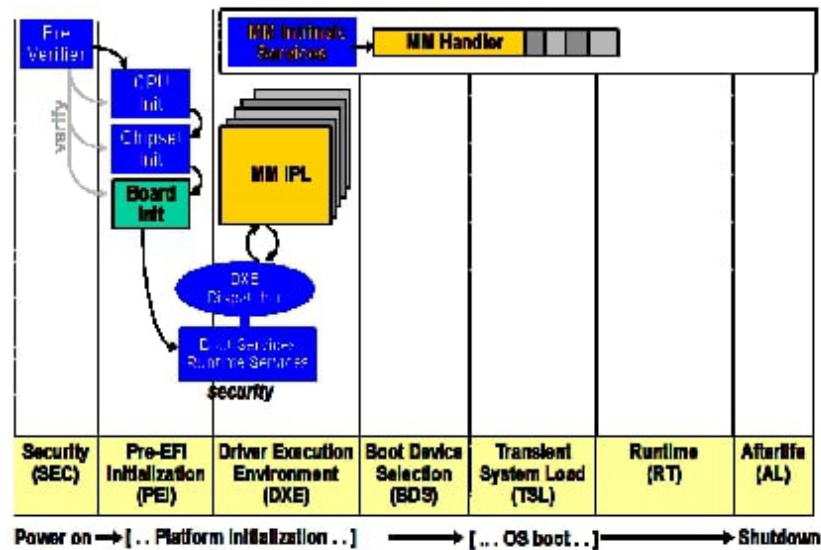 Pre
Verifier
verify
CPU
Init
Chipset
Init
Board
Init
MM Intrinsic
Services
MM Handler
MM IPL
DXE
Dispatcher
Boot Services
Runtime Services
security
Security
(SEC)
Pre-EFI
Initialization
(PEI)
Driver Execution
Environment
(DXE)
Boot Device
Selection
(BDS)
Transient
System Load
(TSL)
Runtime
(RT)
Afterlife
(AL)
Power on
[ . . Platform initialization . . ]
[ . . . OS boot . . ]
Shutdown